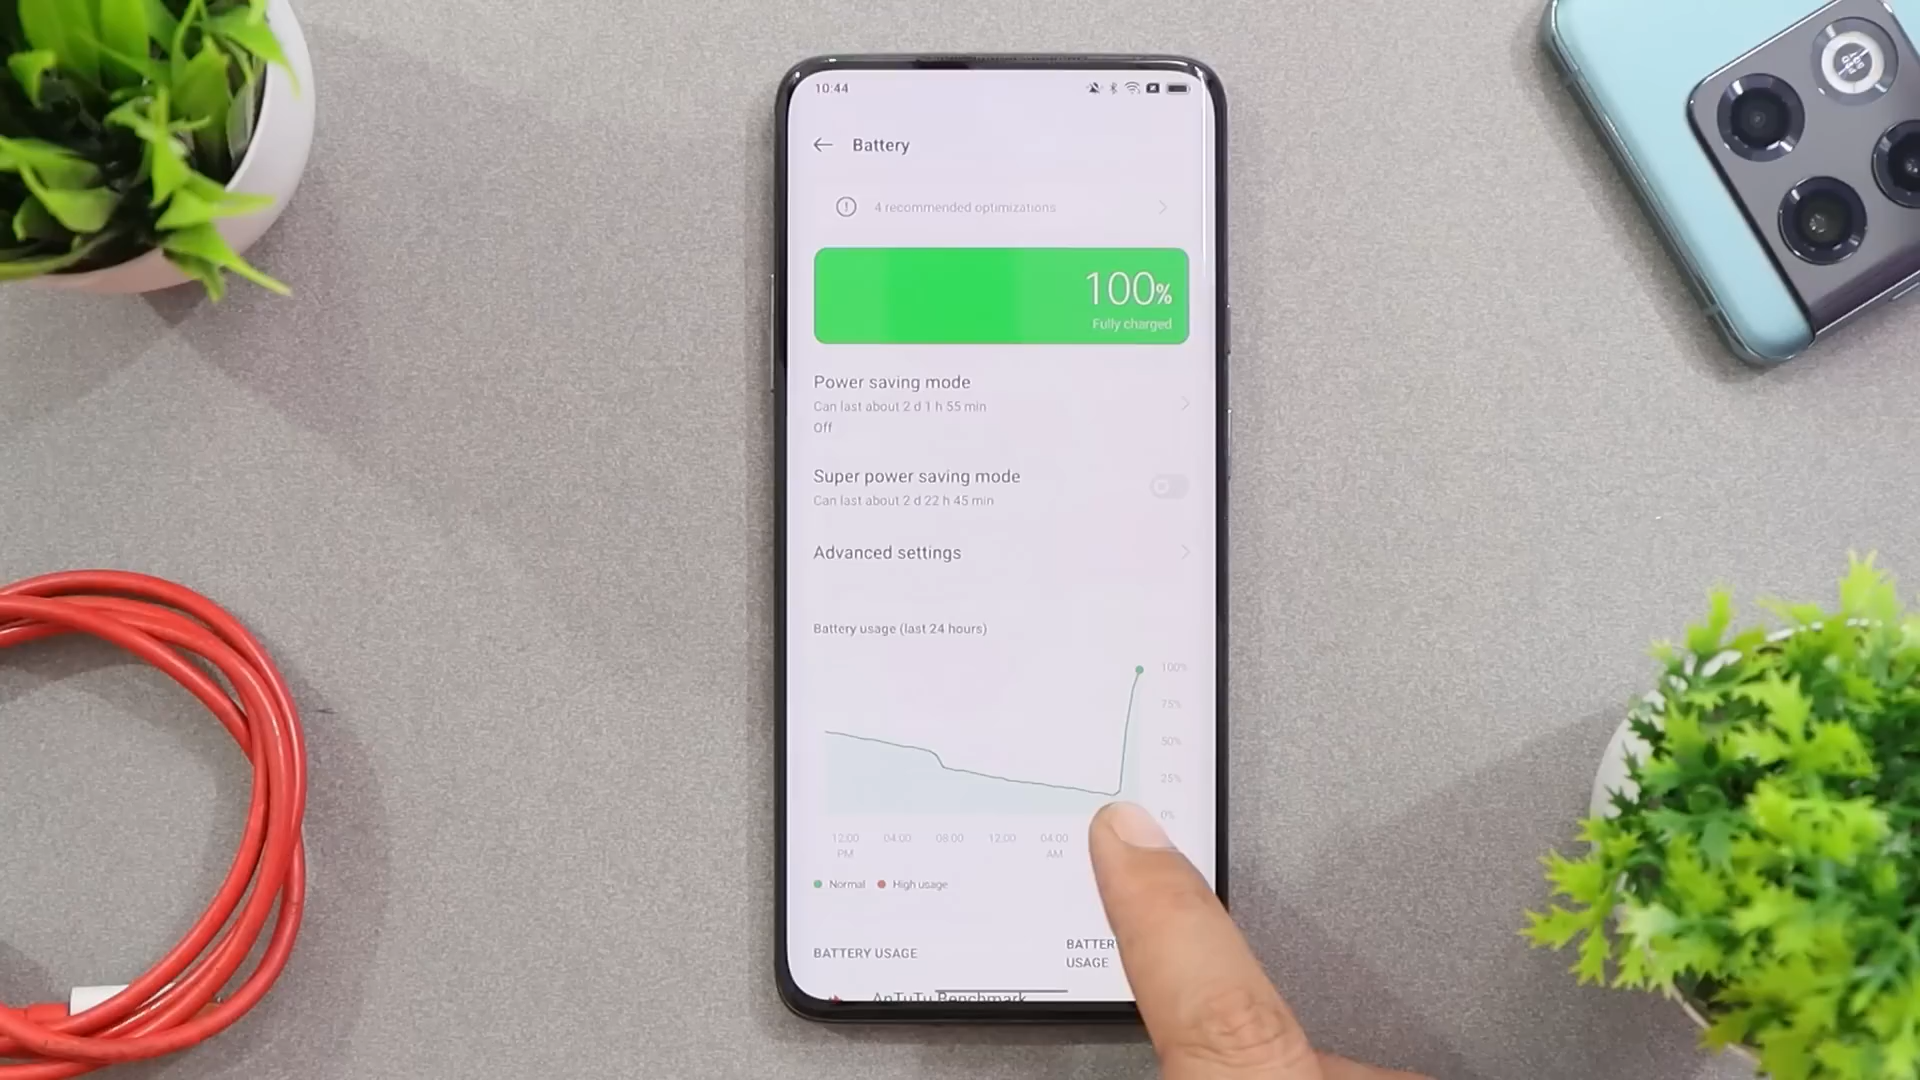 10:44
Battery
4 recommended optimizations
100%
Fully charged
Power saving mode
Can last about 2 d 1 h 55 min
Off
Super power saving mode
Can last about 2 d 22 h 45 min
Advanced settings
Battery usage (last 24 hours)
100%
75%
50%
25%
0%
12:00 04:00 08:00 12:00 04:00
PM AM
Normal High usage
BATTERY USAGE
USAGE
AnTuTu Benchmark